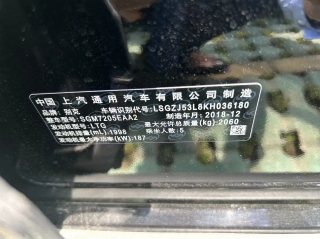 中国 上汽通用汽车有限公司制造
品牌: 别克 车辆识别代号: LSGZJ53L8KH036180
整车型号: SGM7205EAA2 制造年月: 2018-12
发动机型号: LTG 最大允许总质量(kg): 2060
发动机排量(mL): 1998 乘坐人数: 5
发动机最大净功率(kW): 187